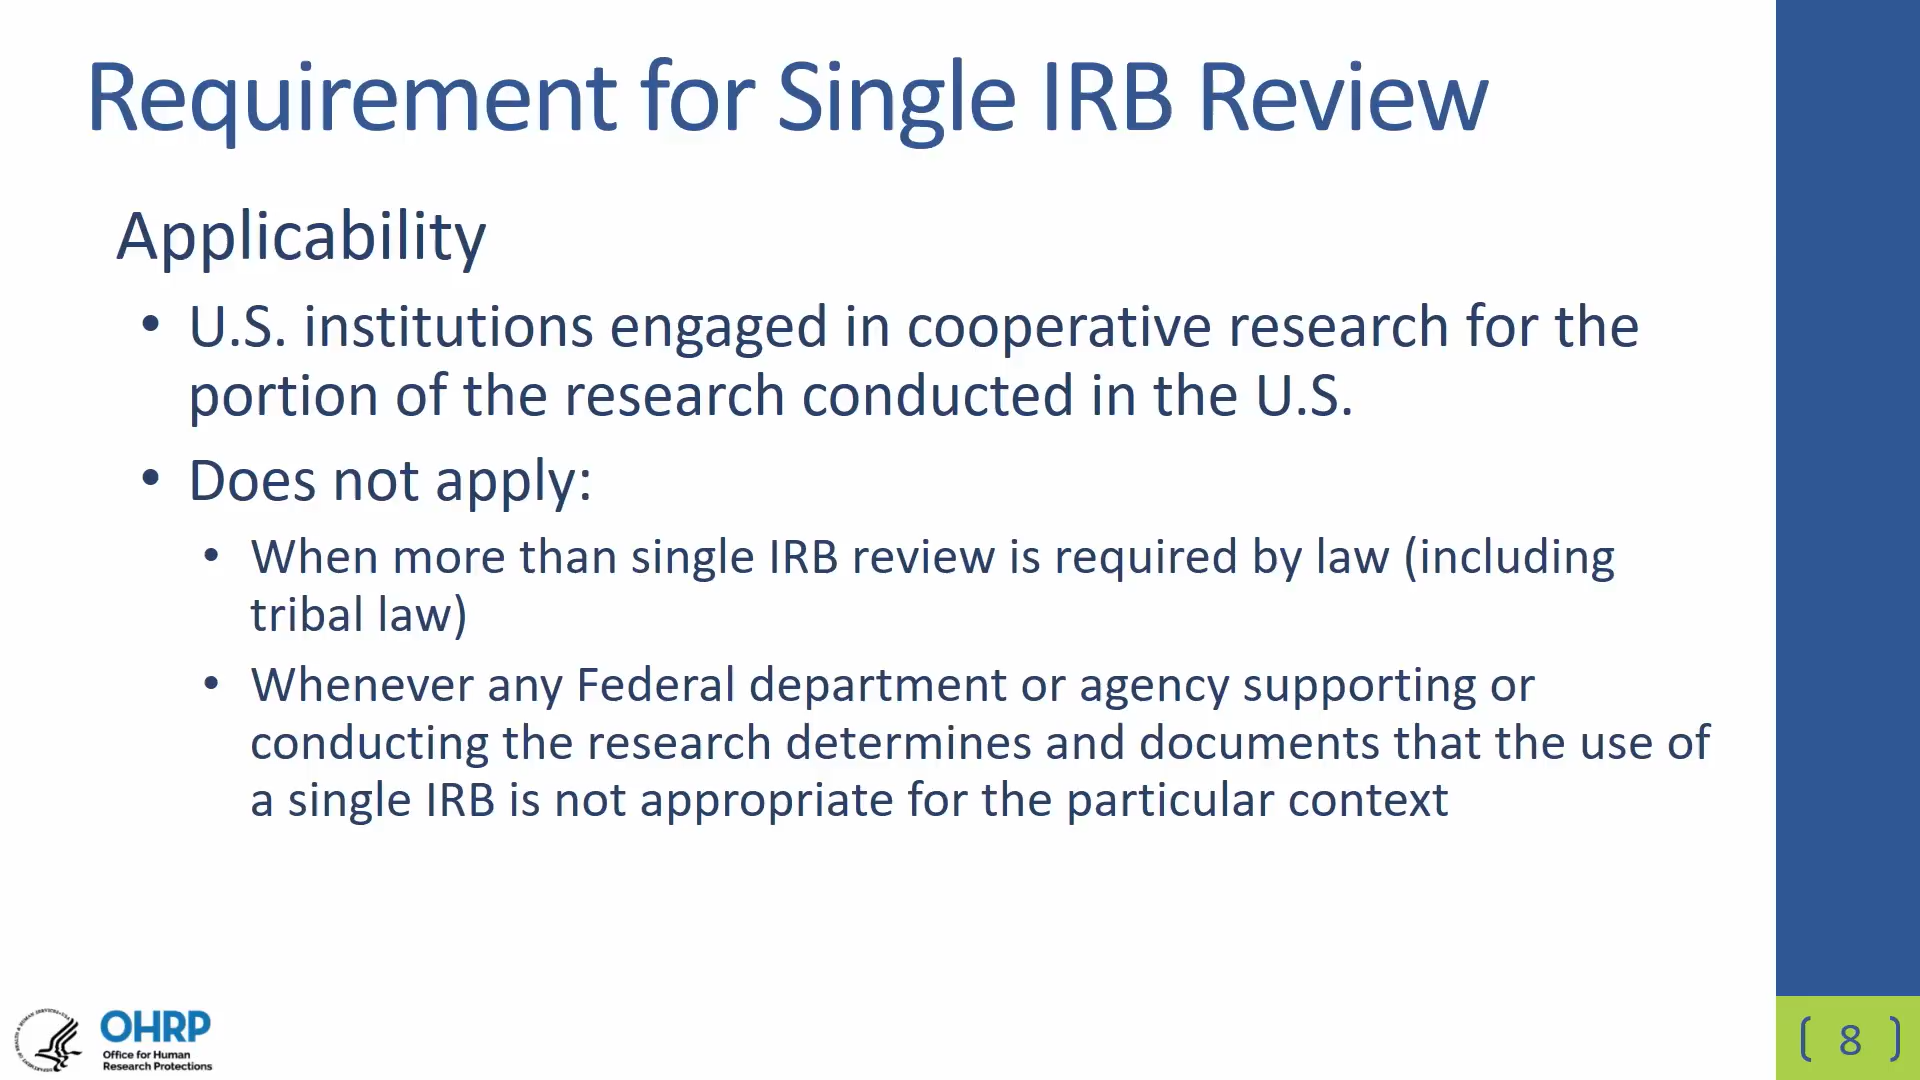 Requirement for Single IRB Review
Applicability
• U.S. institutions engaged in cooperative research for the
portion of the research conducted in the U.S.
• Does not apply:
• When more than single IRB review is required by law (including
tribal law)
• Whenever any Federal department or agency supporting or
conducting the research determines and documents that the use of
a single IRB is not appropriate for the particular context
OHRP
Office for Human
Research Protections
8